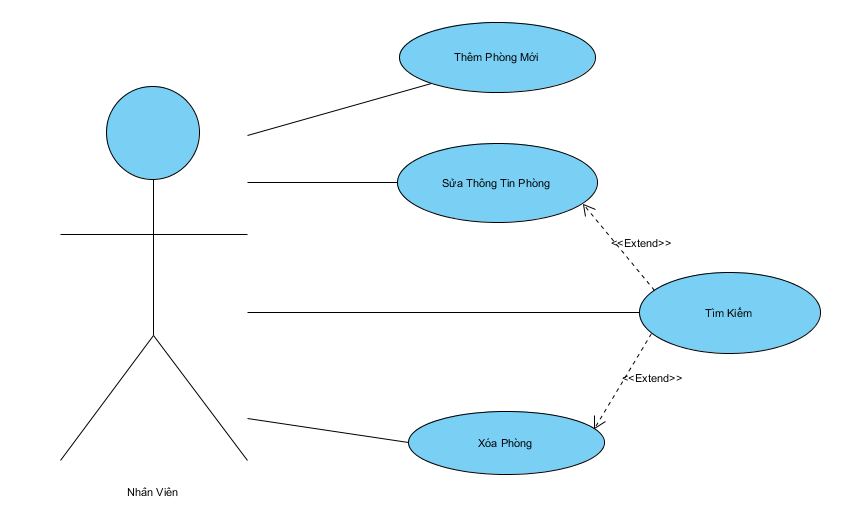 Thêm Phòng Mới
Sửa Thông Tin Phòng
<<Extend>>
Tìm Kiếm
<<Extend>>
Xóa Phòng
Nhân Viên